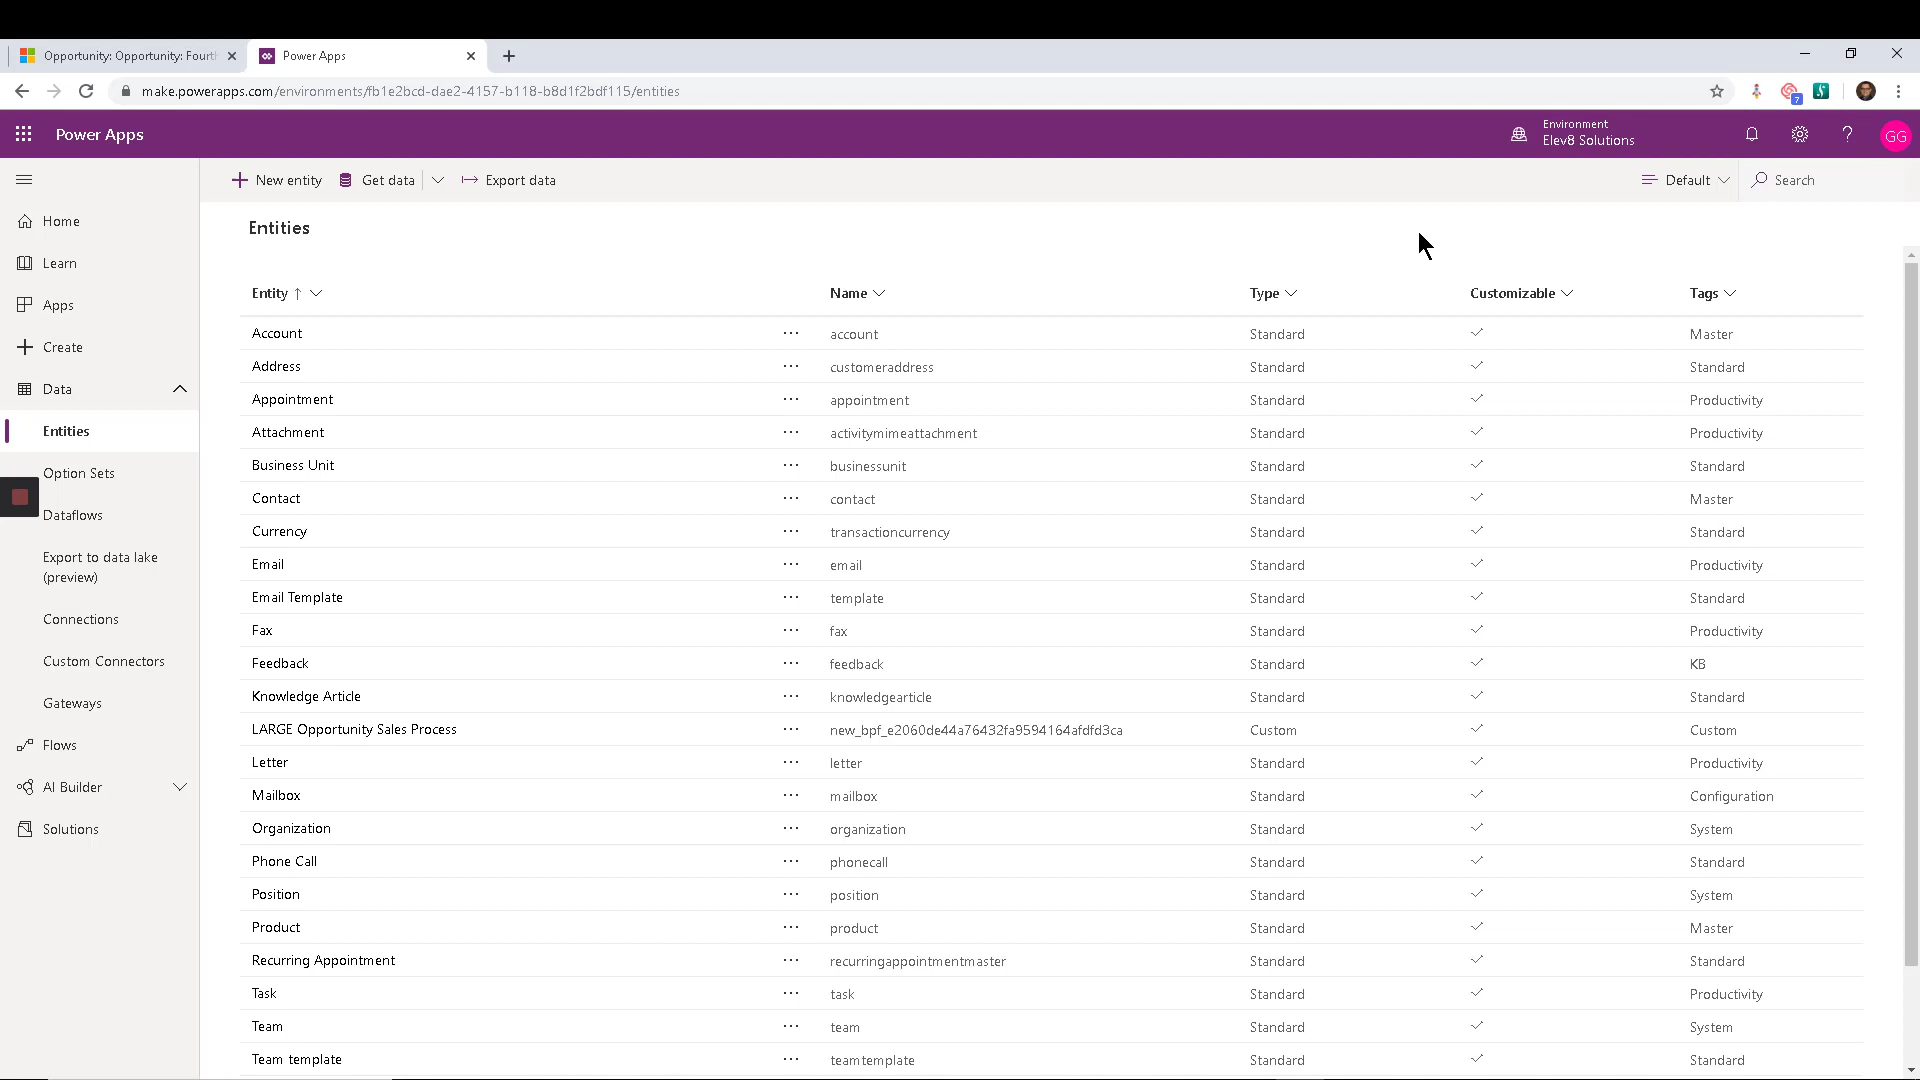 Opportunity: Opportunity: Fourt
Power Apps
make.powerapps.com/environments/fb1e2bcd-dae2-4157-b118-b8d1f2bdf115/entities
7
Power Apps
Environment
Elev8 Solutions
?
GG
New entity
Get data
Export data
Default
Search
Home
Learn
Apps
Create
Data
Entities
Option Sets
Dataflows
Export to data lake
(preview)
Connections
Custom Connectors
Gateways
Flows
AI Builder
Solutions
Entities
Entity ↑ Name Type Customizable Tags
Account ... account Standard ✓ Master
Address ... customeraddress Standard ✓ Standard
Appointment ... appointment Standard ✓ Productivity
Attachment ... activitymimeattachment Standard ✓ Productivity
Business Unit ... businessunit Standard ✓ Standard
Contact ... contact Standard ✓ Master
Currency ... transactioncurrency Standard ✓ Standard
Email ... email Standard ✓ Productivity
Email Template ... template Standard ✓ Standard
Fax ... fax Standard ✓ Productivity
Feedback ... feedback Standard ✓ KB
Knowledge Article ... knowledgearticle Standard ✓ Standard
LARGE Opportunity Sales Process ... new_bpf_e2060de44a76432fa9594164afdfd3ca Custom ✓ Custom
Letter ... letter Standard ✓ Productivity
Mailbox ... mailbox Standard ✓ Configuration
Organization ... organization Standard ✓ System
Phone Call ... phonecall Standard ✓ Standard
Position ... position Standard ✓ System
Product ... product Standard ✓ Master
Recurring Appointment ... recurringappointmentmaster Standard ✓ Standard
Task ... task Standard ✓ Productivity
Team ... team Standard ✓ System
Team template ... teamtemplate Standard ✓ Standard